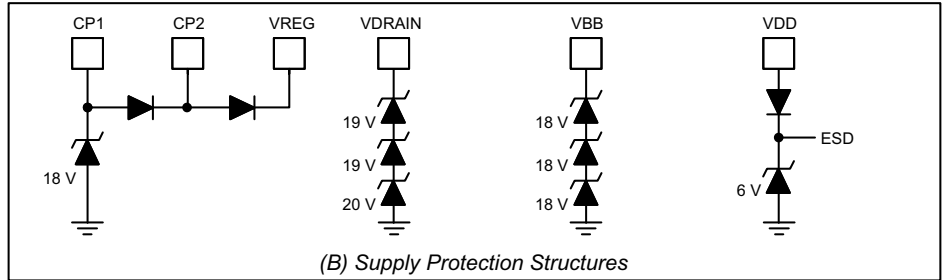 CP1 CP2 VREG VDRAIN VBB VDD
19 V 18 V
ESD
18 V 19 V 18 V 6 V
20 V 18 V
(B) Supply Protection Structures